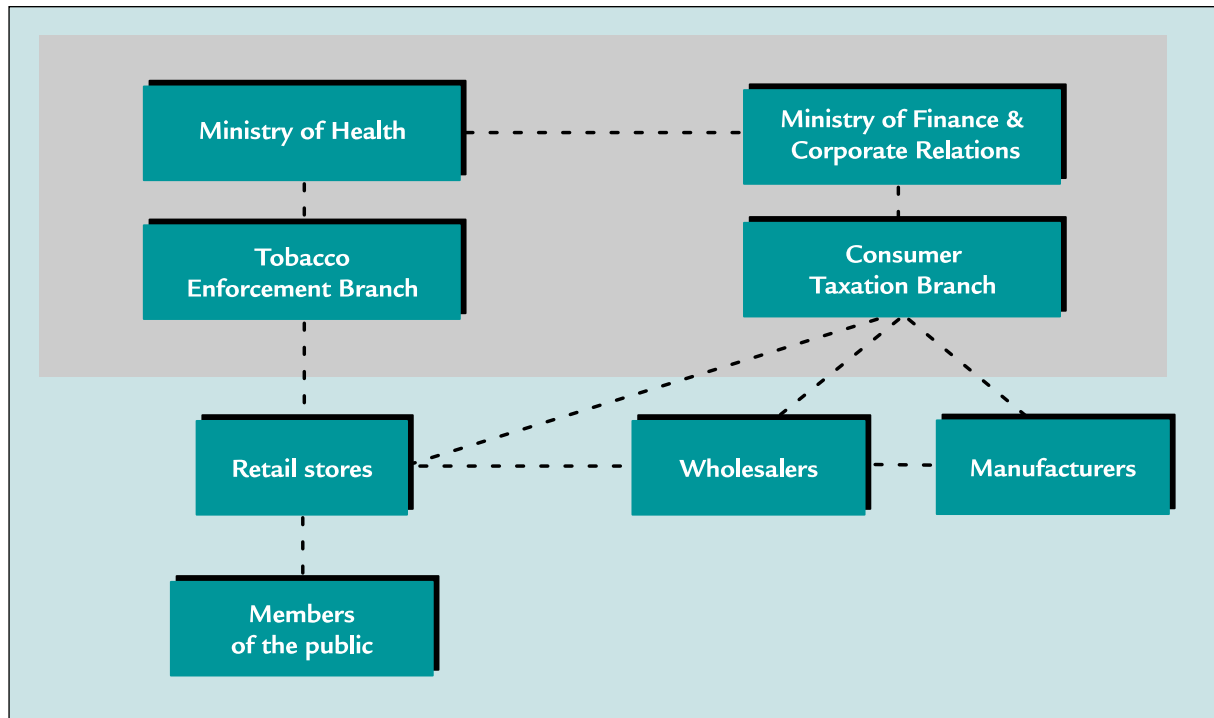 Ministry of Health
Ministry of Finance &
Corporate Relations
Tobacco
Enforcement Branch
Consumer
Taxation Branch
Retail stores
Wholesalers
Manufacturers
Members
of the public